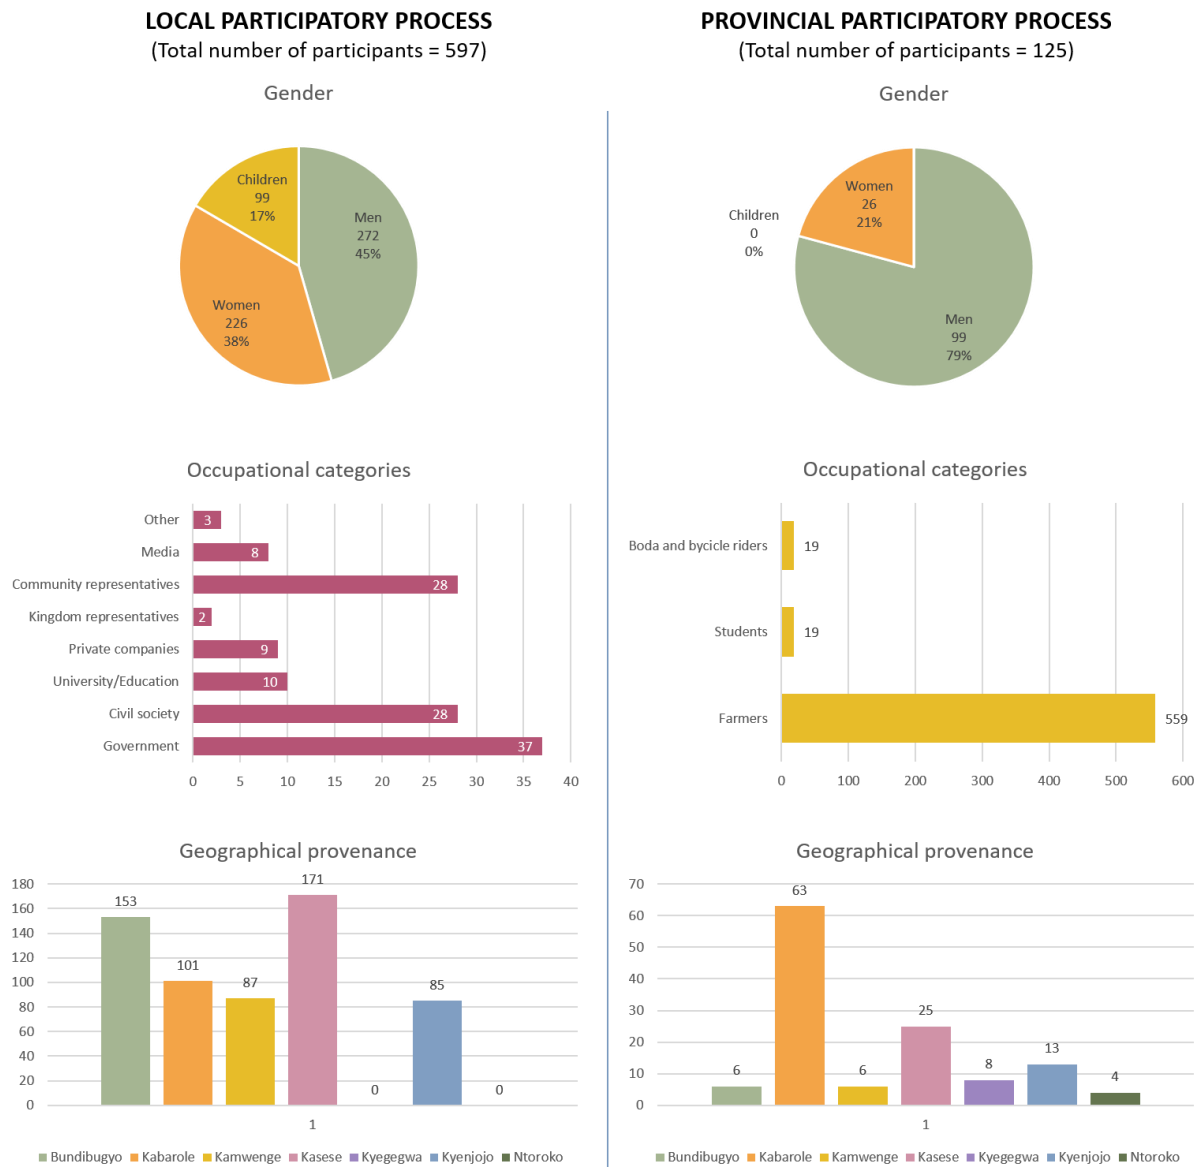 LOCAL PARTICIPATORY PROCESS
(Total number of participants = 597)
Gender
Children
99
17%
Men
272
45%
Women
226
38%
Occupational categories
Other 3
Media 8
Community representatives 28
Kingdom representatives 2
Private companies 9
University/Education 10
Civil society 28
Government 37
0 5 10 15 20 25 30 35 40
Geographical provenance
180
160
140
120
100
80
60
40
20
0
153
101
87
171
0
85
0
1
Bundibugyo Kabarole Kamwenge Kasese Kyegegwa Kyenjojo Ntoroko
PROVINCIAL PARTICIPATORY PROCESS
(Total number of participants = 125)
Gender
Women
26
21%
Children
0
0%
Men
99
79%
Occupational categories
Boda and bycicle riders 19
Students 19
Farmers 559
0 100 200 300 400 500 600
Geographical provenance
70
60
50
40
30
20
10
0
6
63
6
25
8
13
4
1
Bundibugyo Kabarole Kamwenge Kasese Kyegegwa Kyenjojo Ntoroko